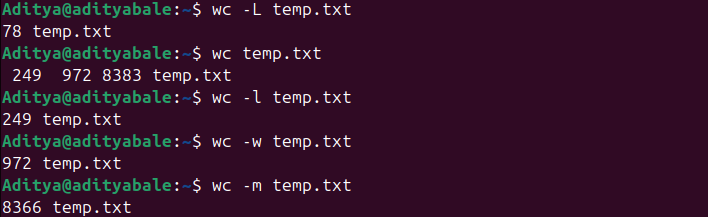 Aditya@adityabale:~$ wc -L temp.txt
78 temp.txt
Aditya@adityabale:~$ wc temp.txt
 249  972 8383 temp.txt
Aditya@adityabale:~$ wc -l temp.txt
249 temp.txt
Aditya@adityabale:~$ wc -w temp.txt
972 temp.txt
Aditya@adityabale:~$ wc -m temp.txt
8366 temp.txt